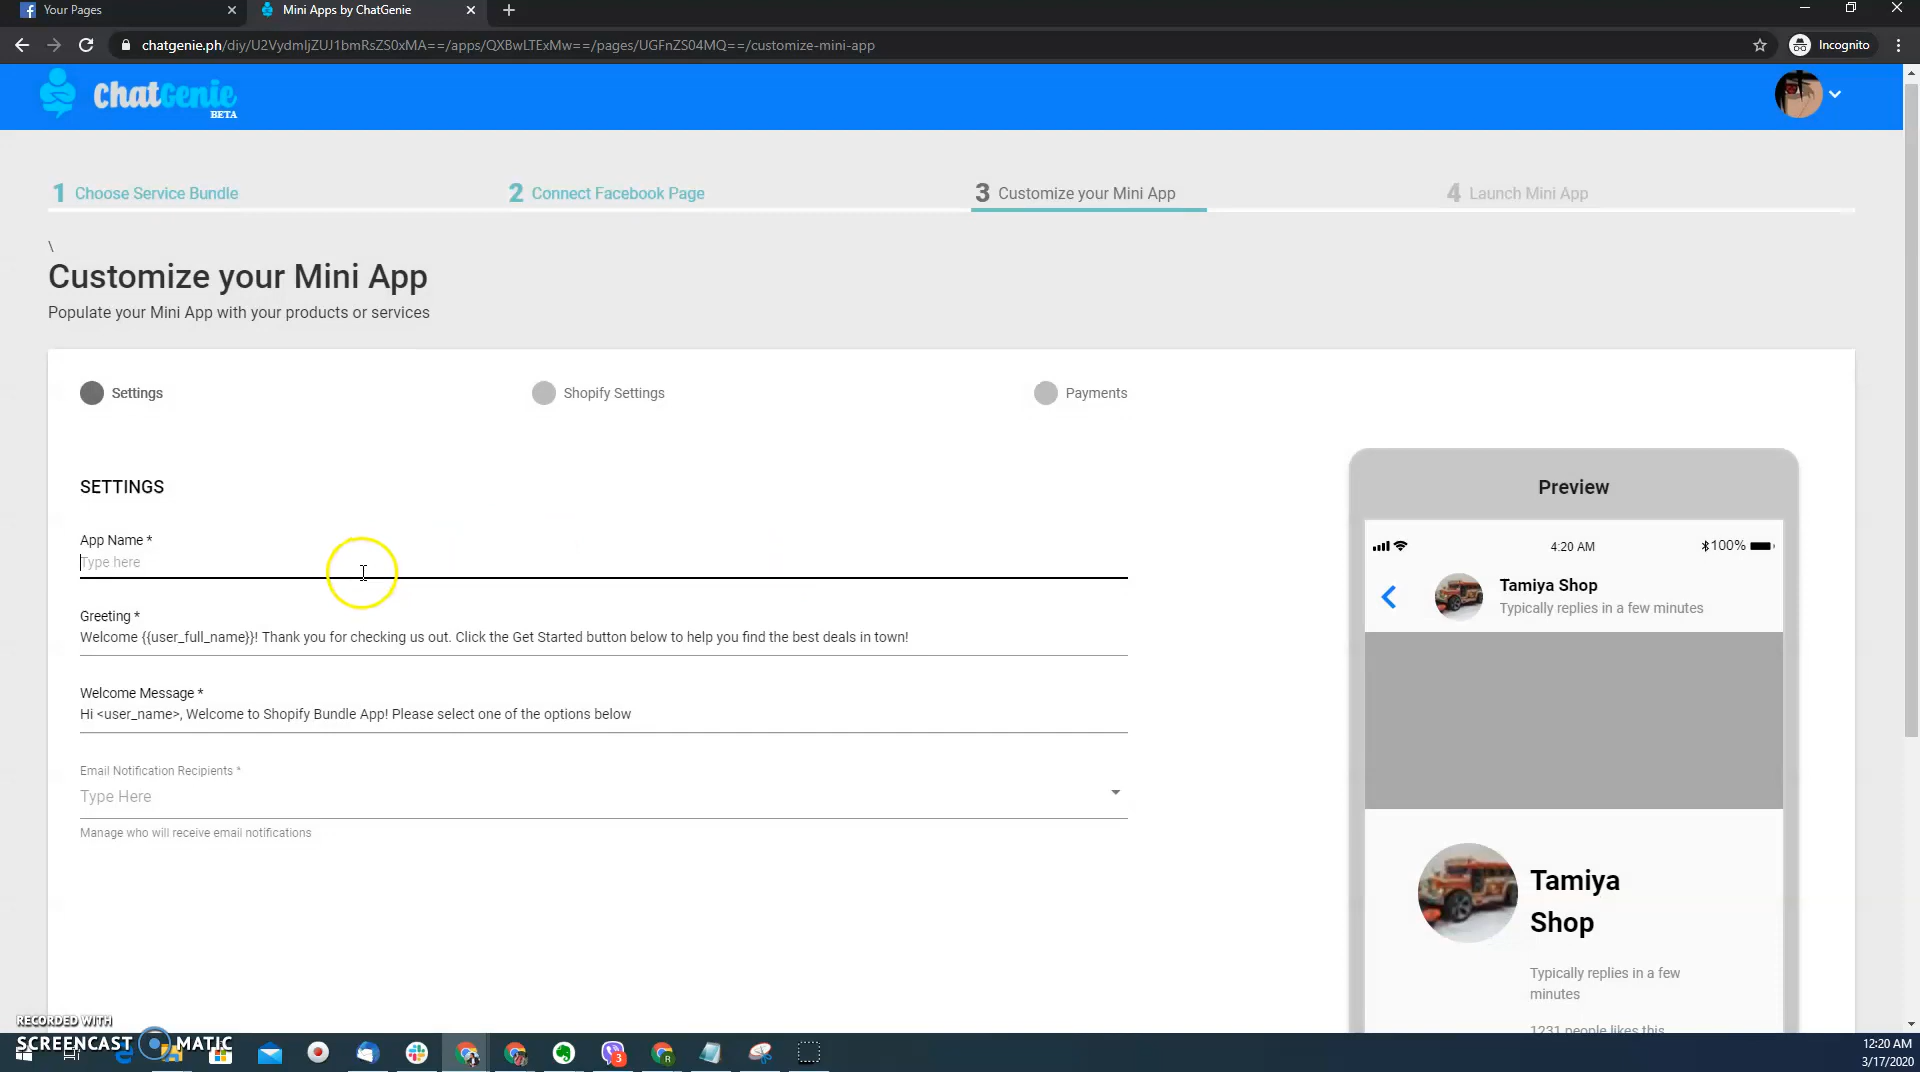 Your Pages
Mini Apps by ChatGenie
chatgenie.ph/diy/U2VydmljZUJ1bmRsZS0xMA==/apps/QXBwLTExMw==/pages/UGFnZS04MQ==/customize-mini-app
Incognito
ChatGenie
BETA
1 Choose Service Bundle
2 Connect Facebook Page
3 Customize your Mini App
4 Launch Mini App
\
Customize your Mini App
Populate your Mini App with your products or services
Settings
Shopify Settings
Payments
SETTINGS
Preview
App Name *
Type here
4:20 AM
100%
Tamiya Shop
Typically replies in a few minutes
Greeting *
Welcome {{user_full_name}}! Thank you for checking us out. Click the Get Started button below to help you find the best deals in town!
Welcome Message *
Hi <user_name>, Welcome to Shopify Bundle App! Please select one of the options below
Email Notification Recipients *
Type Here
Manage who will receive email notifications
Tamiya
Shop
Typically replies in a few
minutes
1231 people likes this
RECORDED WITH
SCREENCAST MATIC
3
R
12:20 AM
3/17/2020